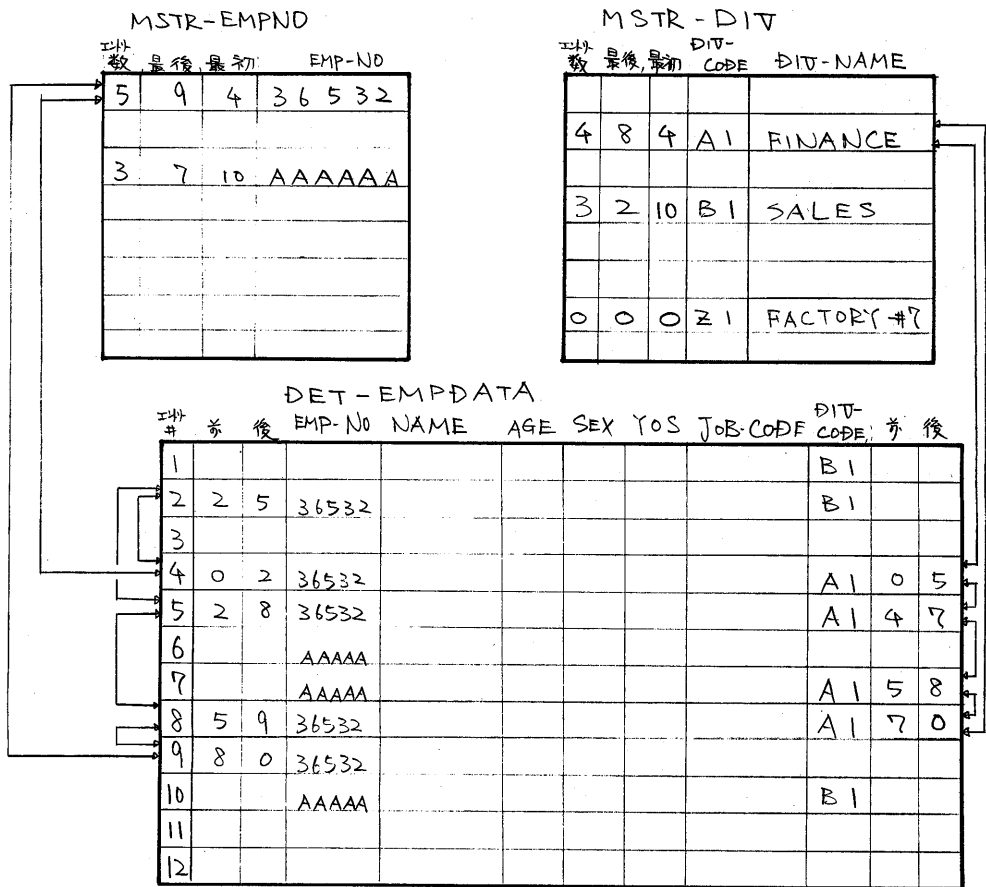 MSTR-EMPNO
エントリ数 最後 最初 EMP-NO
5 9 4 36532
3 7 10 AAAAAA
MSTR-DIV
エントリ数 最後 最初 DIV-CODE DIV-NAME
4 8 4 A1 FINANCE
3 2 10 B1 SALES
0 0 0 Z1 FACTORY-#7
DET-EMPDATA
エントリ# 前 後 EMP-NO NAME AGE SEX YOS JOB-CODE DIV-CODE 前 後
1 B1
2 2 5 36532 B1
3
4 0 2 36532 A1 0 5
5 2 8 36532 A1 4 7
6 AAAAA
7 AAAAA A1 5 8
8 5 9 36532 A1 7 0
9 8 0 36532
10 AAAAA B1
11
12